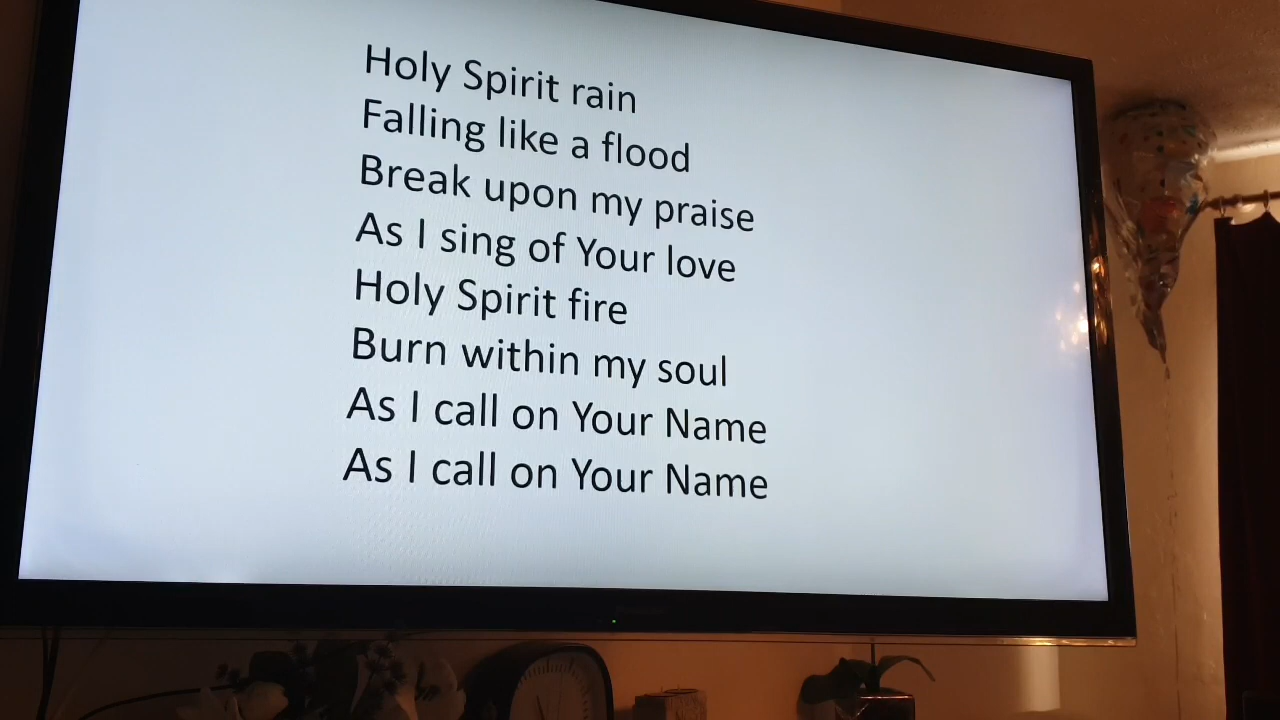 Holy Spirit rain
Falling like a flood
Break upon my praise
As I sing of Your love
Holy Spirit fire
Burn within my soul
As I call on Your Name
As I call on Your Name